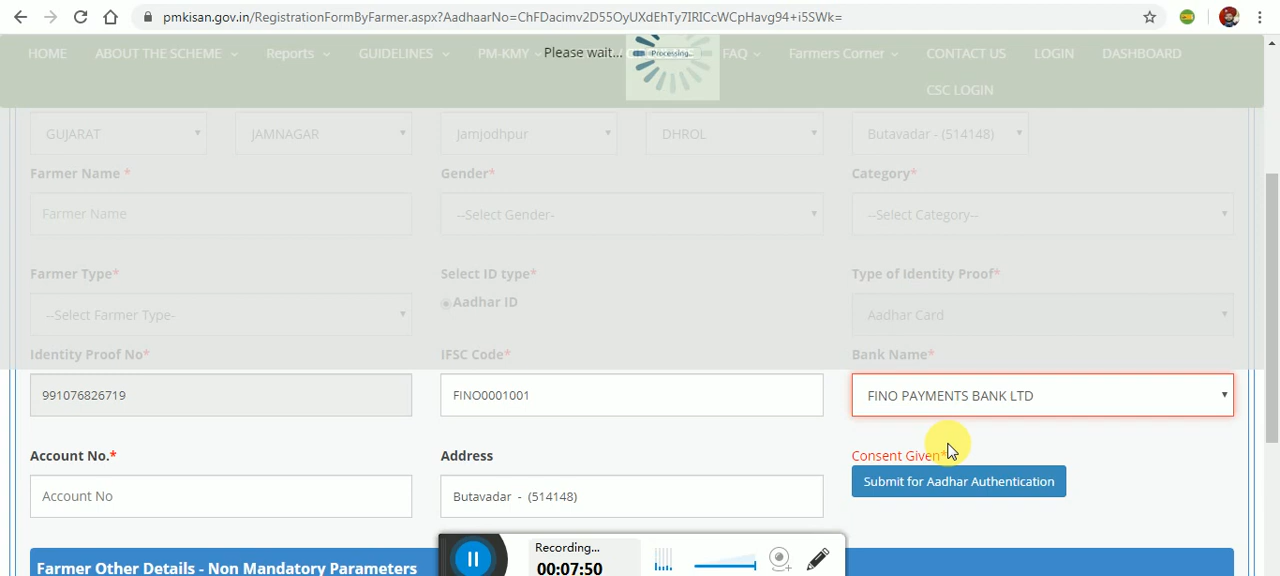 pmkisan.gov.in/RegistrationFormByFarmer.aspx?AadhaarNo=ChFDacimv2D55OyUXdEhTy7IRICcWCpHavg94+i5SWk=
HOME ABOUT THE SCHEME Reports GUIDELINES PM-KMY Please wait... Processing... FAQ Farmers Corner CONTACT US LOGIN DASHBOARD
CSC LOGIN
GUJARAT JAMNAGAR Jamjodhpur DHROL Butavadar - (514148)
Farmer Name * Gender* Category*
Farmer Name --Select Gender- --Select Category--
Farmer Type* Select ID type* Type of Identity Proof*
Aadhar ID
--Select Farmer Type- Aadhar Card
Identity Proof No* IFSC Code* Bank Name*
991076826719 FINO0001001 FINO PAYMENTS BANK LTD
Account No.* Address Consent Given*
Submit for Aadhar Authentication
Account No Butavadar - (514148)
Recording...
00:07:50
Farmer Other Details - Non Mandatory Parameters